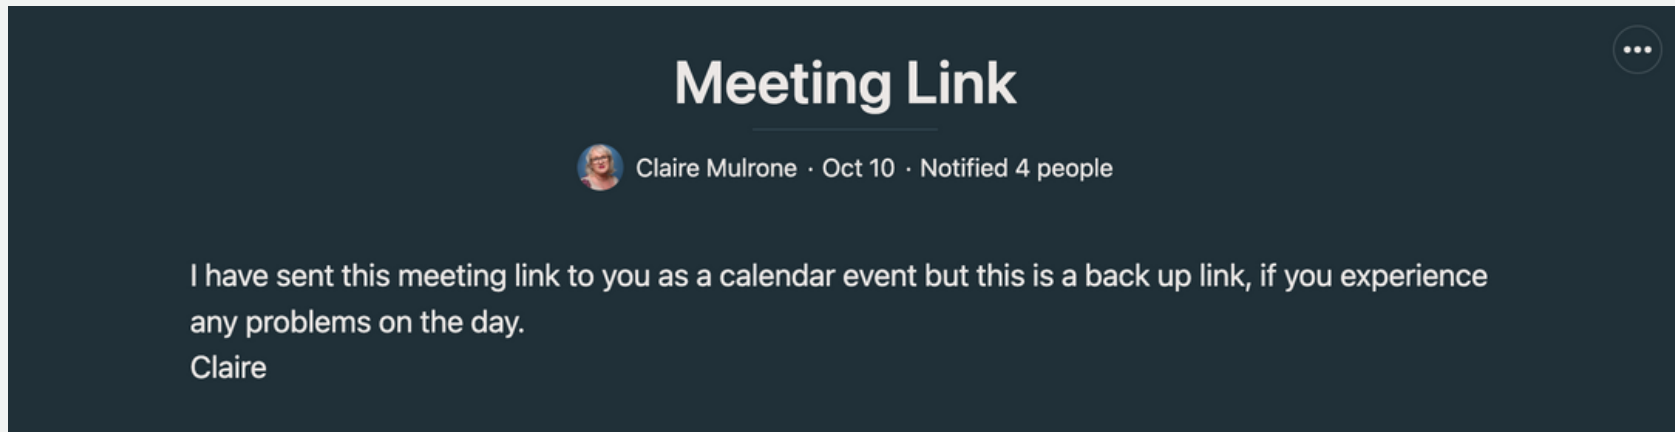 Meeting Link
Claire Mulrone · Oct 10 · Notified 4 people
I have sent this meeting link to you as a calendar event but this is a back up link, if you experience
any problems on the day.
Claire